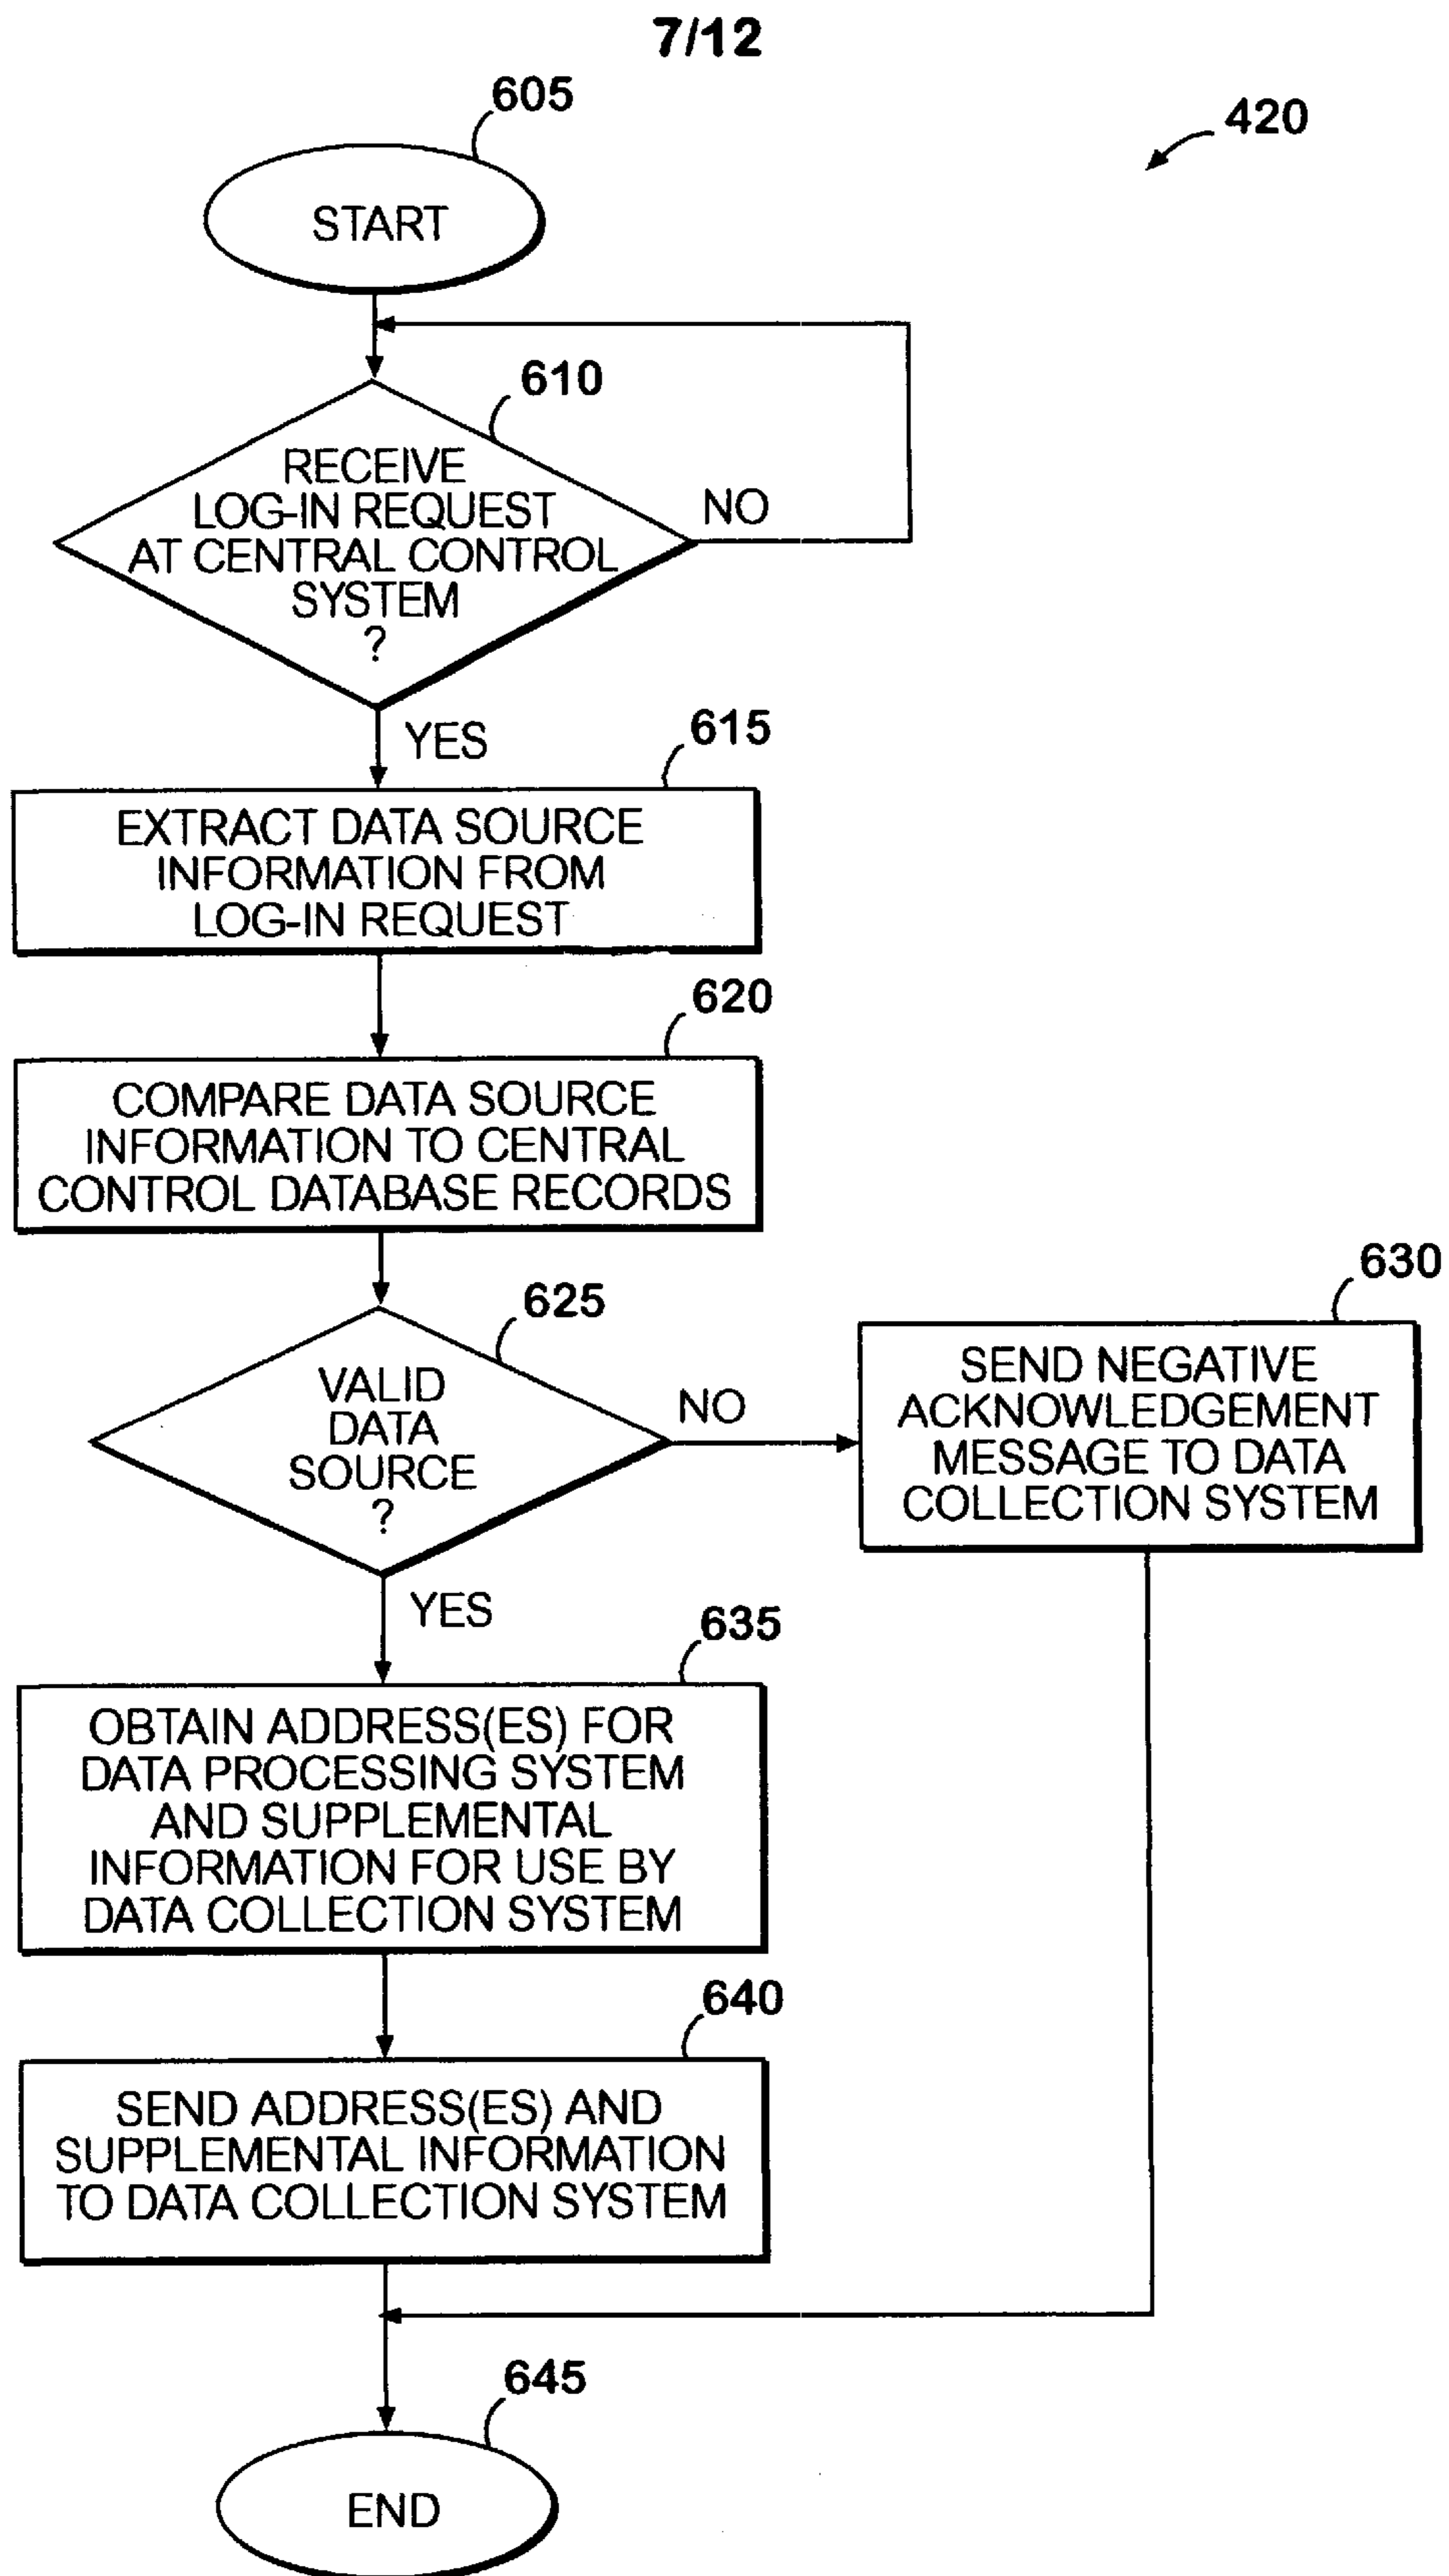 7/12
605
420
START
610
RECEIVE
LOG-IN REQUEST
AT CENTRAL CONTROL
SYSTEM
?
NO
YES
615
EXTRACT DATA SOURCE
INFORMATION FROM
LOG-IN REQUEST
620
COMPARE DATA SOURCE
INFORMATION TO CENTRAL
CONTROL DATABASE RECORDS
625
VALID
DATA
SOURCE
?
NO
630
SEND NEGATIVE
ACKNOWLEDGEMENT
MESSAGE TO DATA
COLLECTION SYSTEM
YES
635
OBTAIN ADDRESS(ES) FOR
DATA PROCESSING SYSTEM
AND SUPPLEMENTAL
INFORMATION FOR USE BY
DATA COLLECTION SYSTEM
640
SEND ADDRESS(ES) AND
SUPPLEMENTAL INFORMATION
TO DATA COLLECTION SYSTEM
645
END